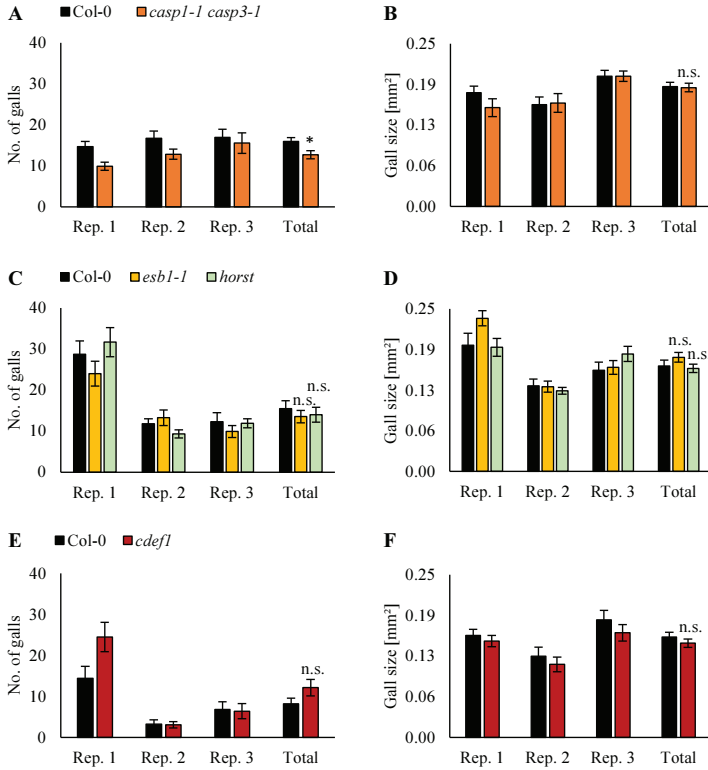 A
Col-0 casp1-1 casp3-1
No. of galls
40
30
20
10
0
*
Rep. 1 Rep. 2 Rep. 3 Total
B
Gall size [mm²]
0.25
0.19
0.13
0.06
0.00
n.s.
Rep. 1 Rep. 2 Rep. 3 Total
C
Col-0 esb1-1 horst
No. of galls
40
30
20
10
0
n.s.
n.s.
Rep. 1 Rep. 2 Rep. 3 Total
D
Gall size [mm²]
0.25
0.19
0.13
0.06
0.00
n.s.
n.s
Rep. 1 Rep. 2 Rep. 3 Total
E
Col-0 cdef1
No. of galls
40
30
20
10
0
n.s.
Rep. 1 Rep. 2 Rep. 3 Total
F
Gall size [mm²]
0.25
0.19
0.13
0.06
0.00
n.s.
Rep. 1 Rep. 2 Rep. 3 Total